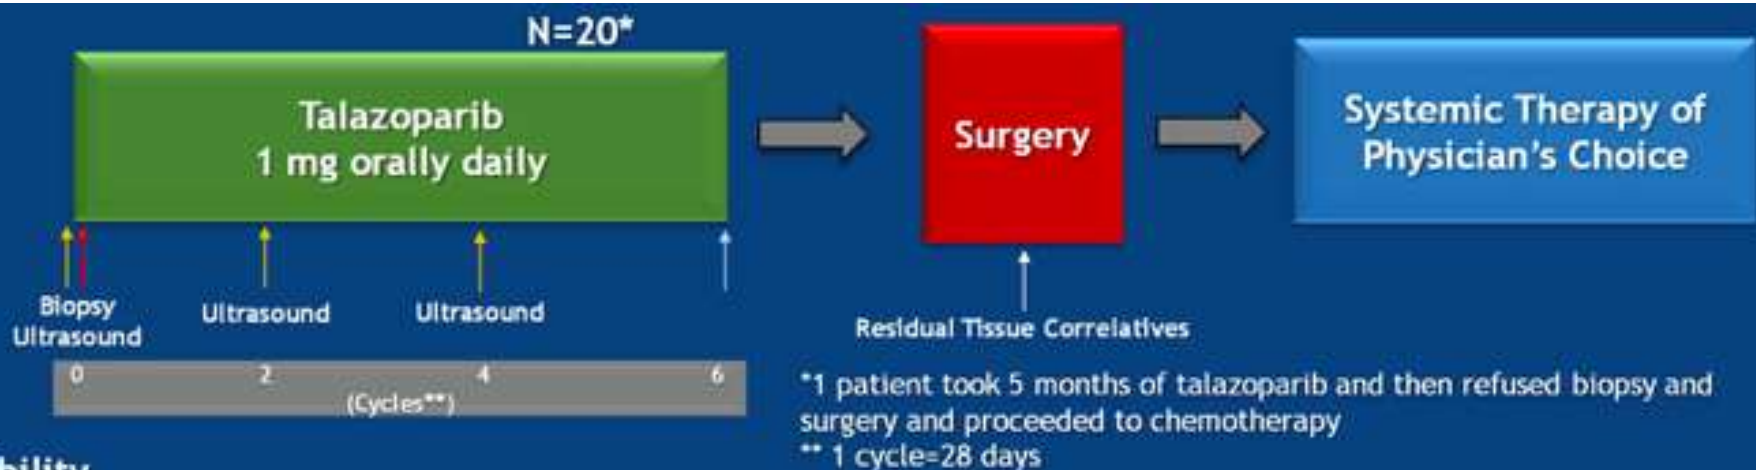 N=20*
Talazoparib
1 mg orally daily
Surgery
Systemic Therapy of
Physician's Choice
Biopsy
Ultrasound
Ultrasound
Ultrasound
Residual Tissue Correlatives
0 2 4 6
(Cycles**)
*1 patient took 5 months of talazoparib and then refused biopsy and
surgery and proceeded to chemotherapy
** 1 cycle=28 days